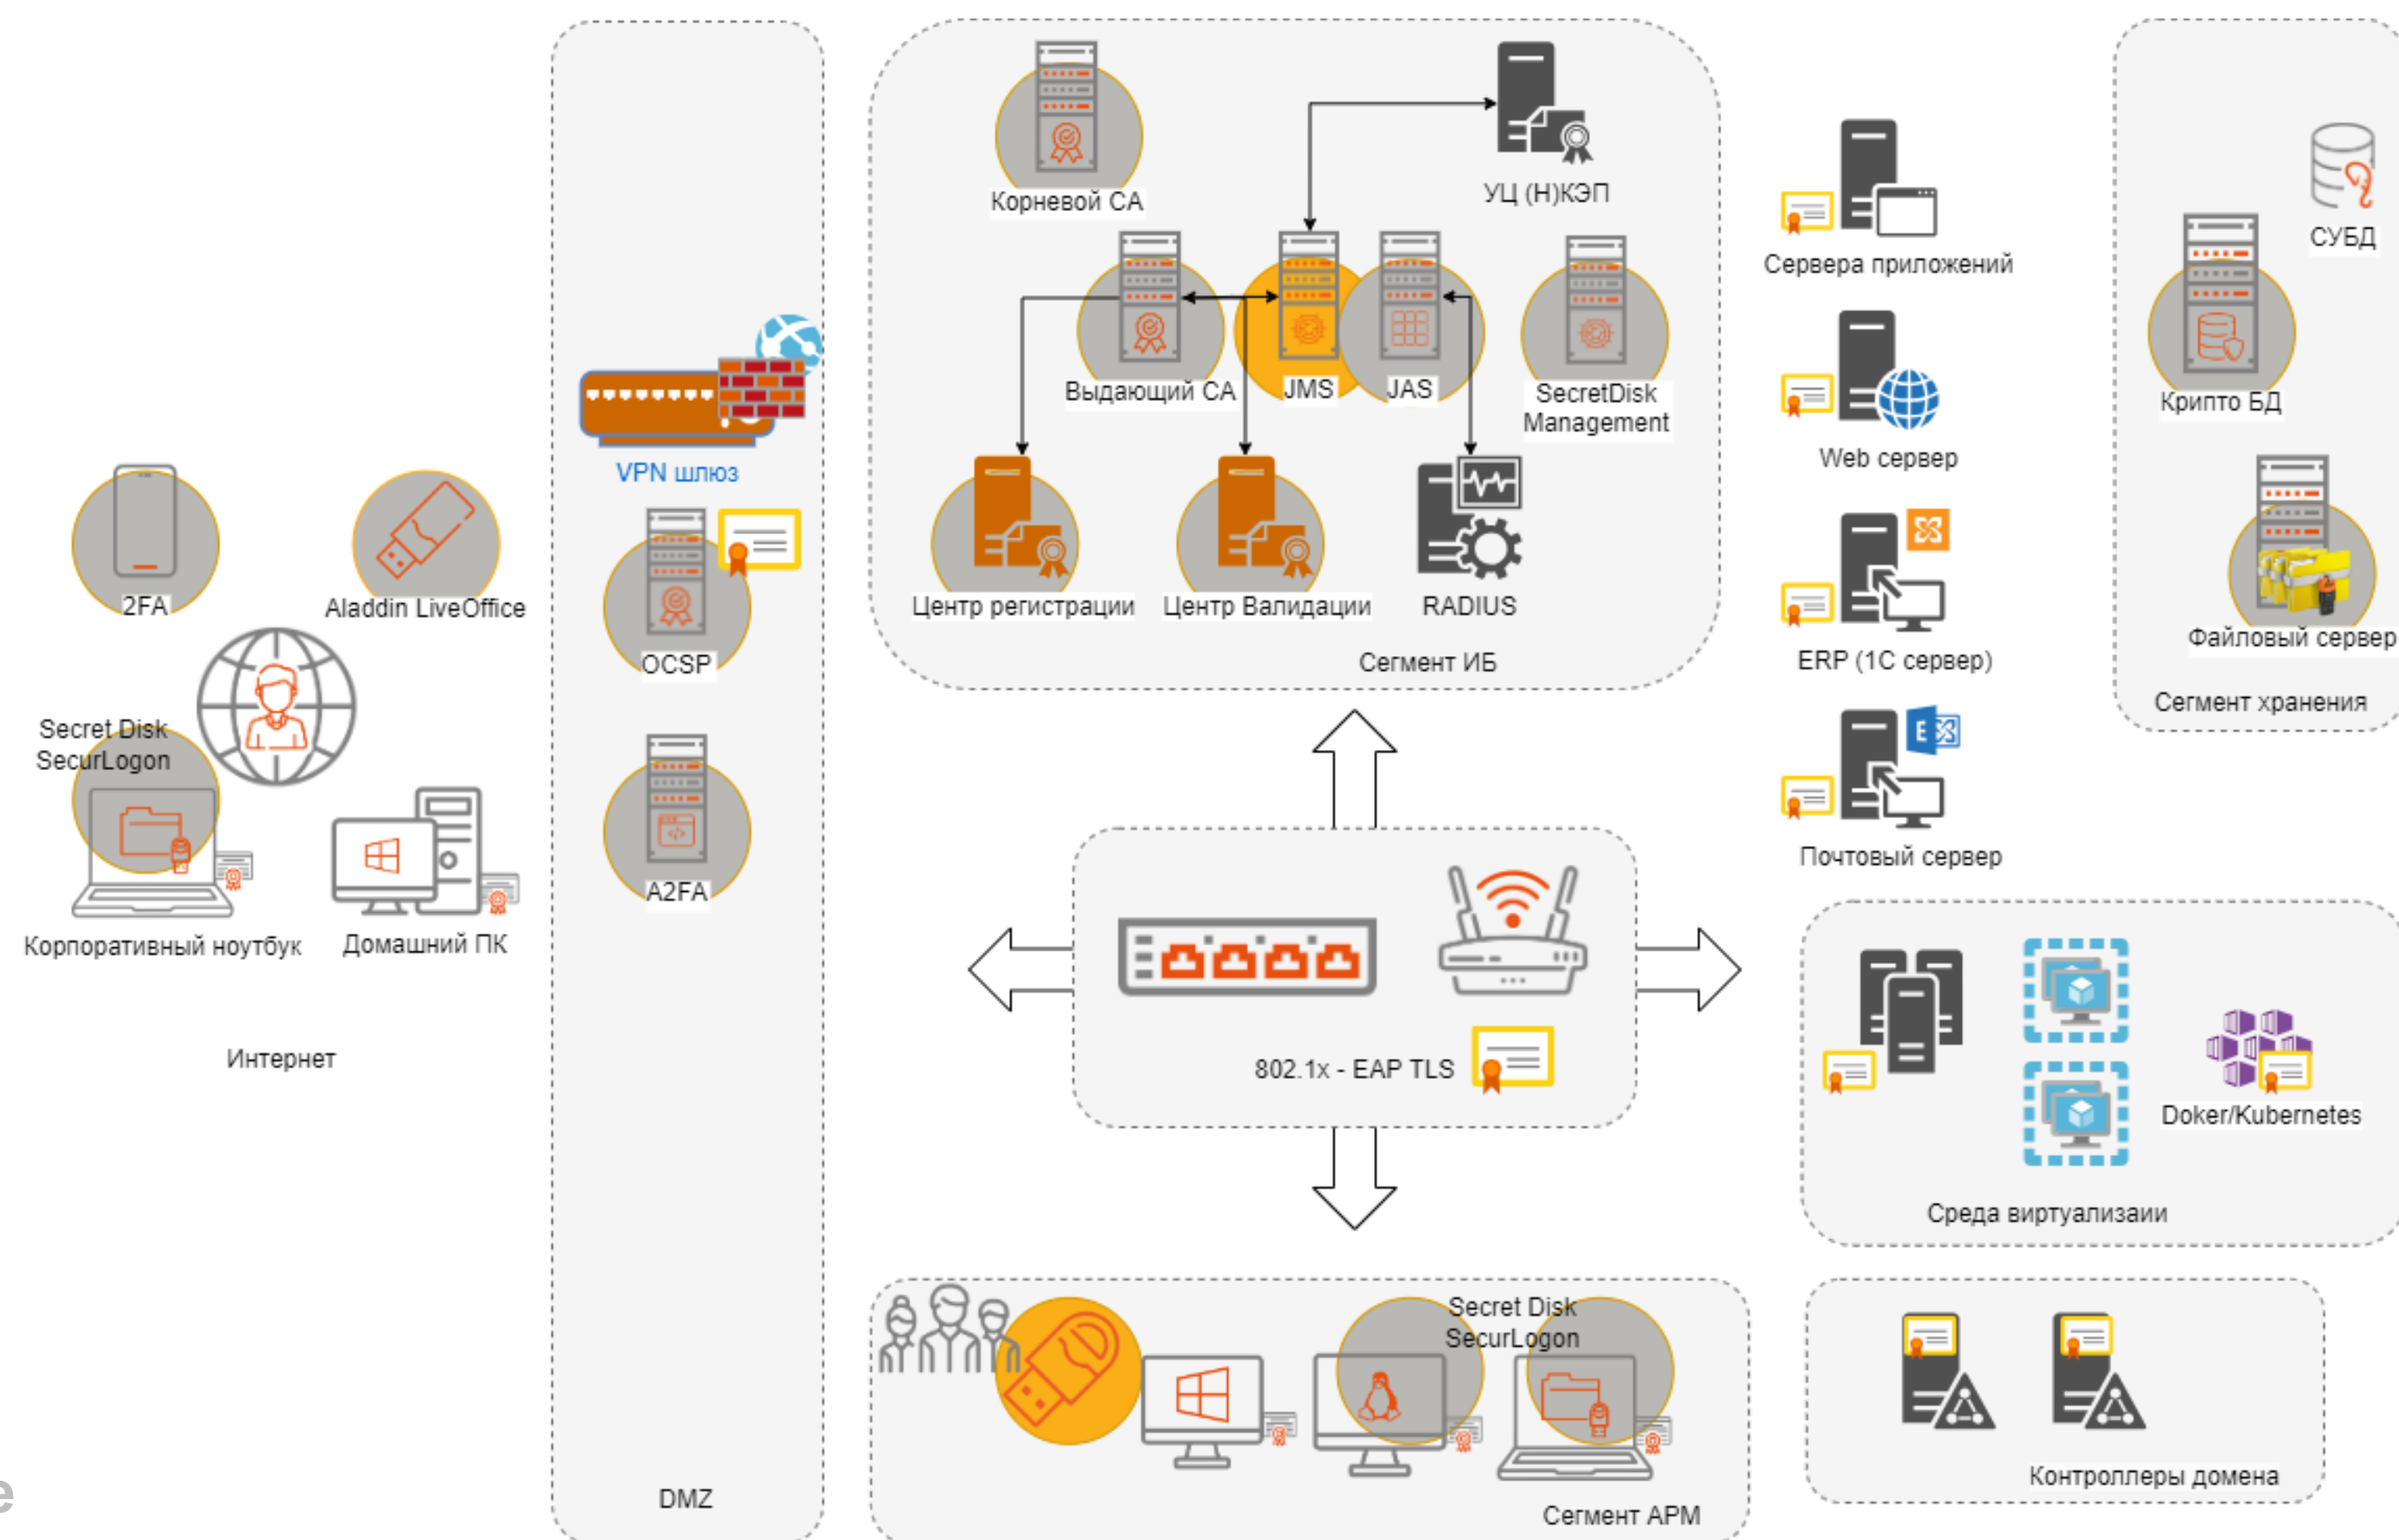 Корневой CA
УЦ (Н)КЭП
Выдающий CA
JMS
JAS
SecretDisk
Management
Центр регистрации
Центр Валидации
RADIUS
Сегмент ИБ
VPN шлюз
OCSP
A2FA
DMZ
2FA
Aladdin LiveOffice
Secret Disk
SecurLogon
Корпоративный ноутбук
Домашний ПК
Интернет
802.1x - EAP TLS
Secret Disk
SecurLogon
Сегмент АРМ
Сервера приложений
Web сервер
ERP (1C сервер)
E
Почтовый сервер
СУБД
Крипто БД
Файловый сервер
Сегмент хранения
Doker/Kubernetes
Среда виртуализаии
Контроллеры домена
e